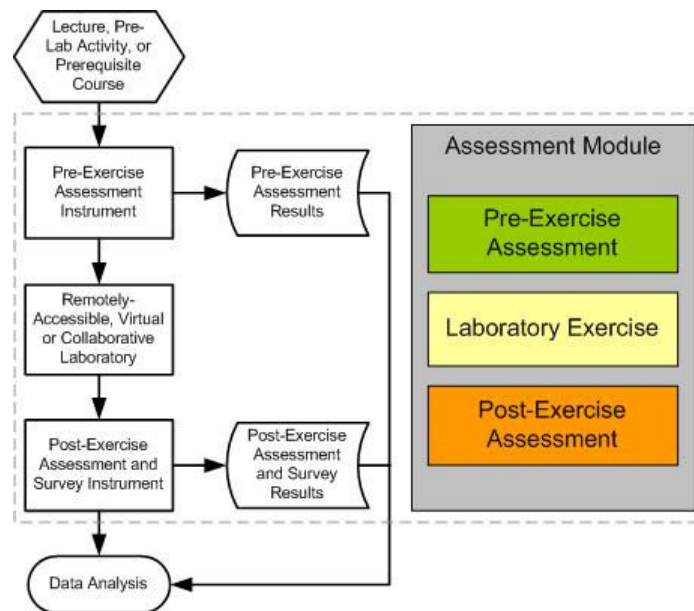 Lecture, Pre-
Lab Activity, or
Prerequisite
Course
Pre-Exercise
Assessment
Instrument
Pre-Exercise
Assessment
Results
Remotely-
Accessible, Virtual
or Collaborative
Laboratory
Post-Exercise
Assessment and
Survey Instrument
Post-Exercise
Assessment
and Survey
Results
Data Analysis
Assessment Module
Pre-Exercise
Assessment
Laboratory Exercise
Post-Exercise
Assessment